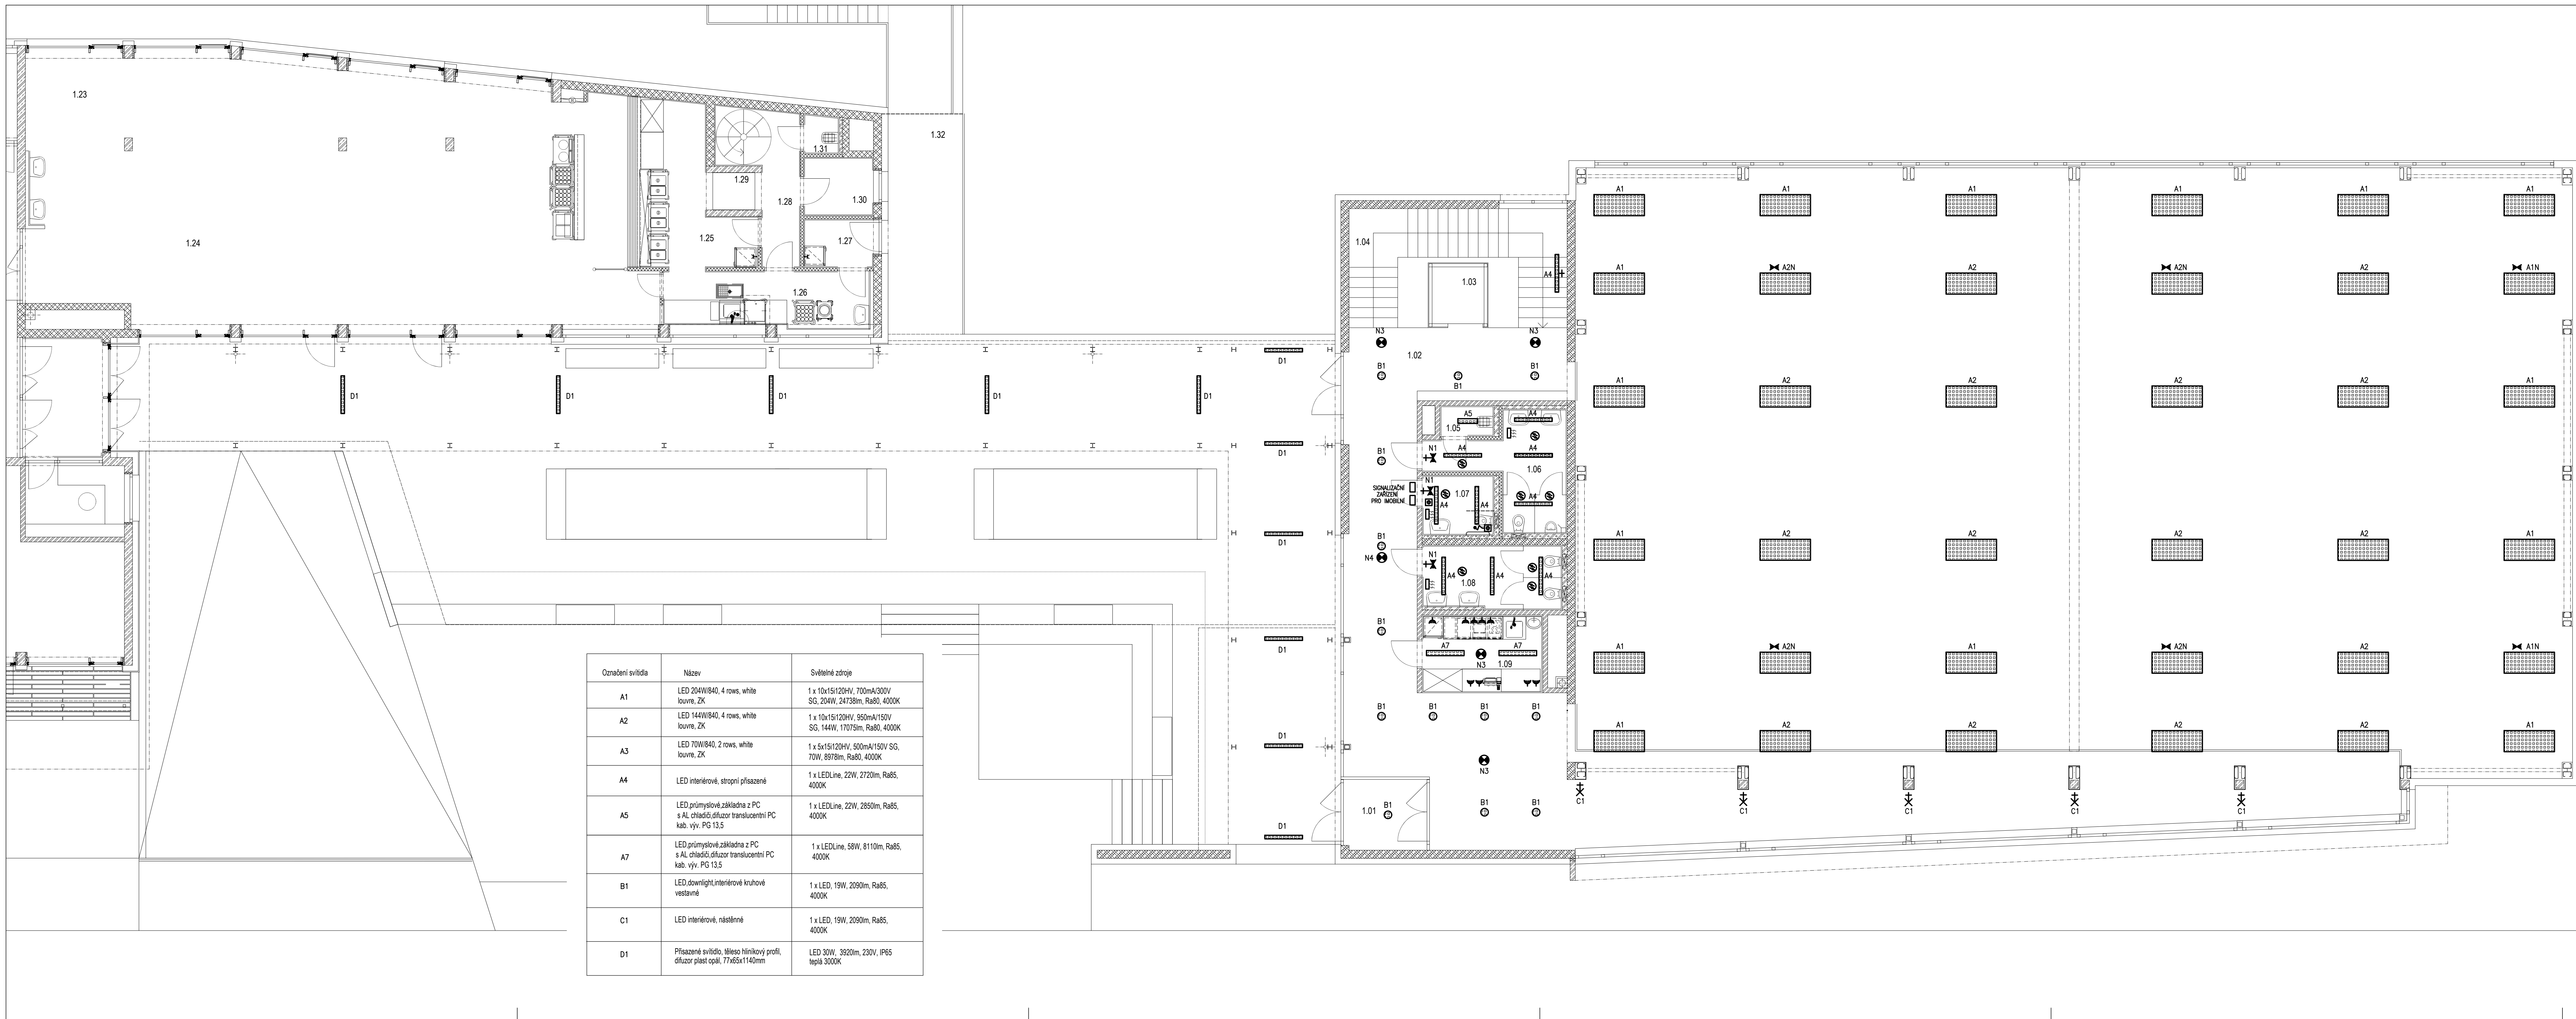 1.23
1.24
1.25
1.26
1.27
1.28
1.29
1.30
1.31
1.32
D1 D1 D1 D1 D1
D1
D1
D1
D1
D1
D1
1.04
1.03
A4
N3 N3
1.02
B1 B1 B1
A5
1.05
A4
B1
N1
A4
A4
1.06
SIGNALIZAČNÍ
ZAŘÍZENÍ
PRO IMOBILNÍ
N1
1.07
A4
A4
A4
B1
N4
N1
A4
1.08
A4
A4
B1
A7
N3
A7
1.09
B1 B1 B1 B1
N3
1.01
B1
B1 B1
A1 A1 A1 A1 A1 A1
A1 A2N A2 A2N A2 A1N
A1 A2 A2 A2 A2 A1
A1 A2 A2 A2 A2 A1
A1 A2N A1 A2N A2 A1N
A1 A2 A2 A2 A2 A1
C1 C1 C1 C1 C1
Označení svítidla Název Světelné zdroje
A1
LED 204W/840, 4 rows, white
louvre, ZK
1 x 10x15i120HV, 700mA/300V
SG, 204W, 24738lm, Ra80, 4000K
A2
LED 144W/840, 4 rows, white
louvre, ZK
1 x 10x15i120HV, 950mA/150V
SG, 144W, 17075lm, Ra80, 4000K
A3
LED 70W/840, 2 rows, white
louvre, ZK
1 x 5x15i120HV, 500mA/150V SG,
70W, 8978lm, Ra80, 4000K
A4
LED interiérové, stropní přisazené
1 x LEDLine, 22W, 2720lm, Ra85,
4000K
A5
LED,průmyslové,základna z PC
s AL chladiči,difuzor translucentní PC
kab. výv. PG 13,5
1 x LEDLine, 22W, 2850lm, Ra85,
4000K
A7
LED,průmyslové,základna z PC
s AL chladiči,difuzor translucentní PC
kab. výv. PG 13,5
1 x LEDLine, 58W, 8110lm, Ra85,
4000K
B1
LED,downlight,interiérové kruhové
vestavné
1 x LED, 19W, 2090lm, Ra85,
4000K
C1
LED interiérové, nástěnné
1 x LED, 19W, 2090lm, Ra85,
4000K
D1
Přisazené svítidlo, těleso hliníkový profil,
difuzor plast opál, 77x65x1140mm
LED 30W, 3920lm, 230V, IP65
teplá 3000K